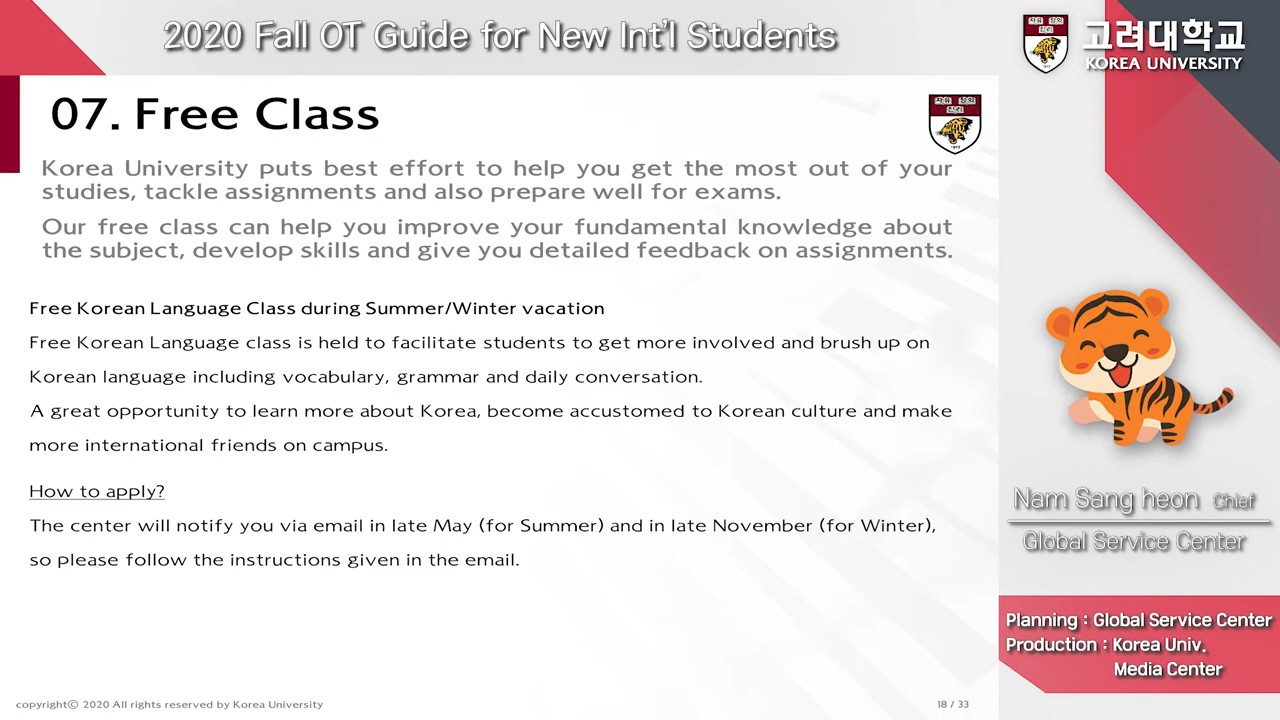 2020 Fall OT Guide for New Int'l Students
고려대학교
KOREA UNIVERSITY
07. Free Class
Korea University puts best effort to help you get the most out of your
studies, tackle assignments and also prepare well for exams.
Our free class can help you improve your fundamental knowledge about
the subject, develop skills and give you detailed feedback on assignments.
Free Korean Language Class during Summer/Winter vacation
Free Korean Language class is held to facilitate students to get more involved and brush up on
Korean language including vocabulary, grammar and daily conversation.
A great opportunity to learn more about Korea, become accustomed to Korean culture and make
more international friends on campus.
How to apply?
The center will notify you via email in late May (for Summer) and in late November (for Winter),
so please follow the instructions given in the email.
Nam Sang heon Chief
Global Service Center
Planning : Global Service Center
Production : Korea Univ.
Media Center
copyright© 2020 All rights reserved by Korea University
18 / 33